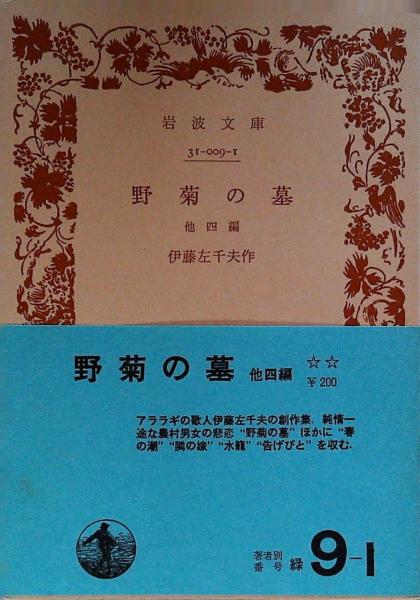 岩波文庫
31-009-1
野菊の墓
他四編
伊藤左千夫作
野菊の墓 他四編 ☆☆
¥200
アララギの歌人伊藤左千夫の創作集．純情一
途な農村男女の悲恋 “野菊の墓” ほかに “春
の潮” “隣の嫁” “水籠” “告げびと” を収む．
著者別
番号 緑 9-1